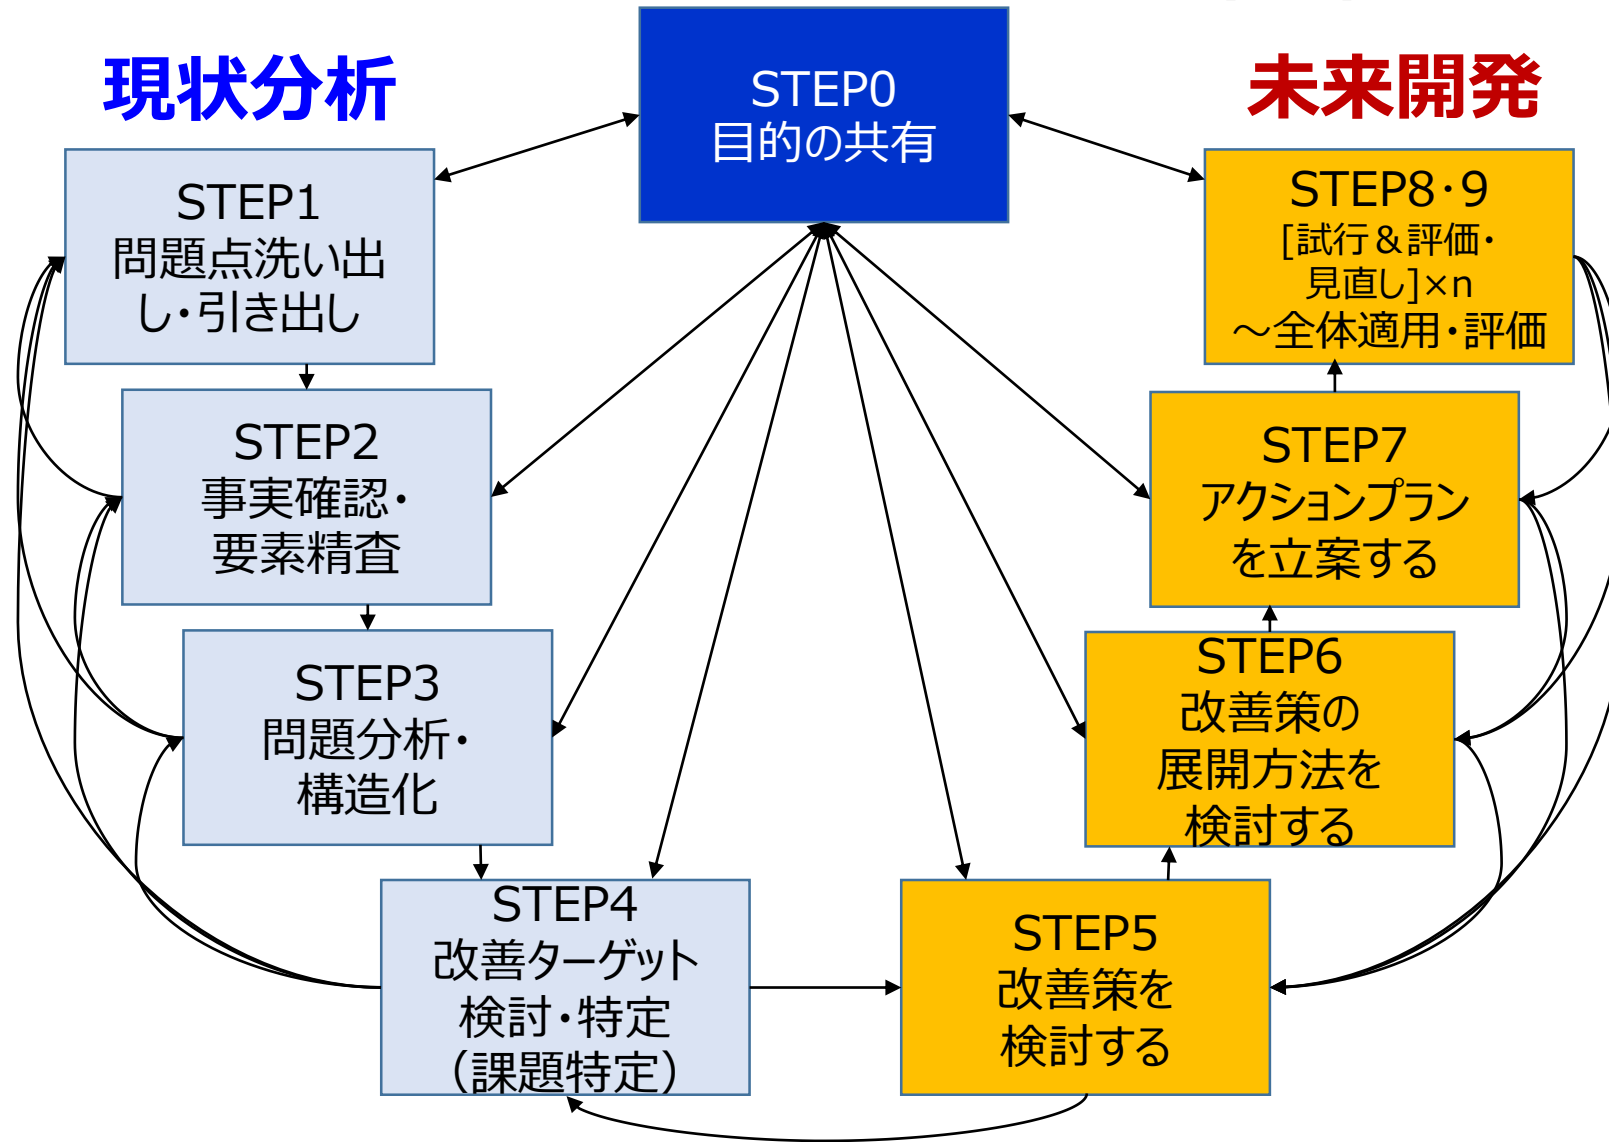 現状分析
STEP0
目的の共有
未来開発
STEP1
問題点洗い出
し・引き出し
STEP2
事実確認・
要素精査
STEP3
問題分析・
構造化
STEP4
改善ターゲット
検討・特定
（課題特定）
STEP5
改善策を
検討する
STEP6
改善策の
展開方法を
検討する
STEP7
アクションプラン
を立案する
STEP8・9
[試行＆評価・
見直し]×n
～全体適用・評価